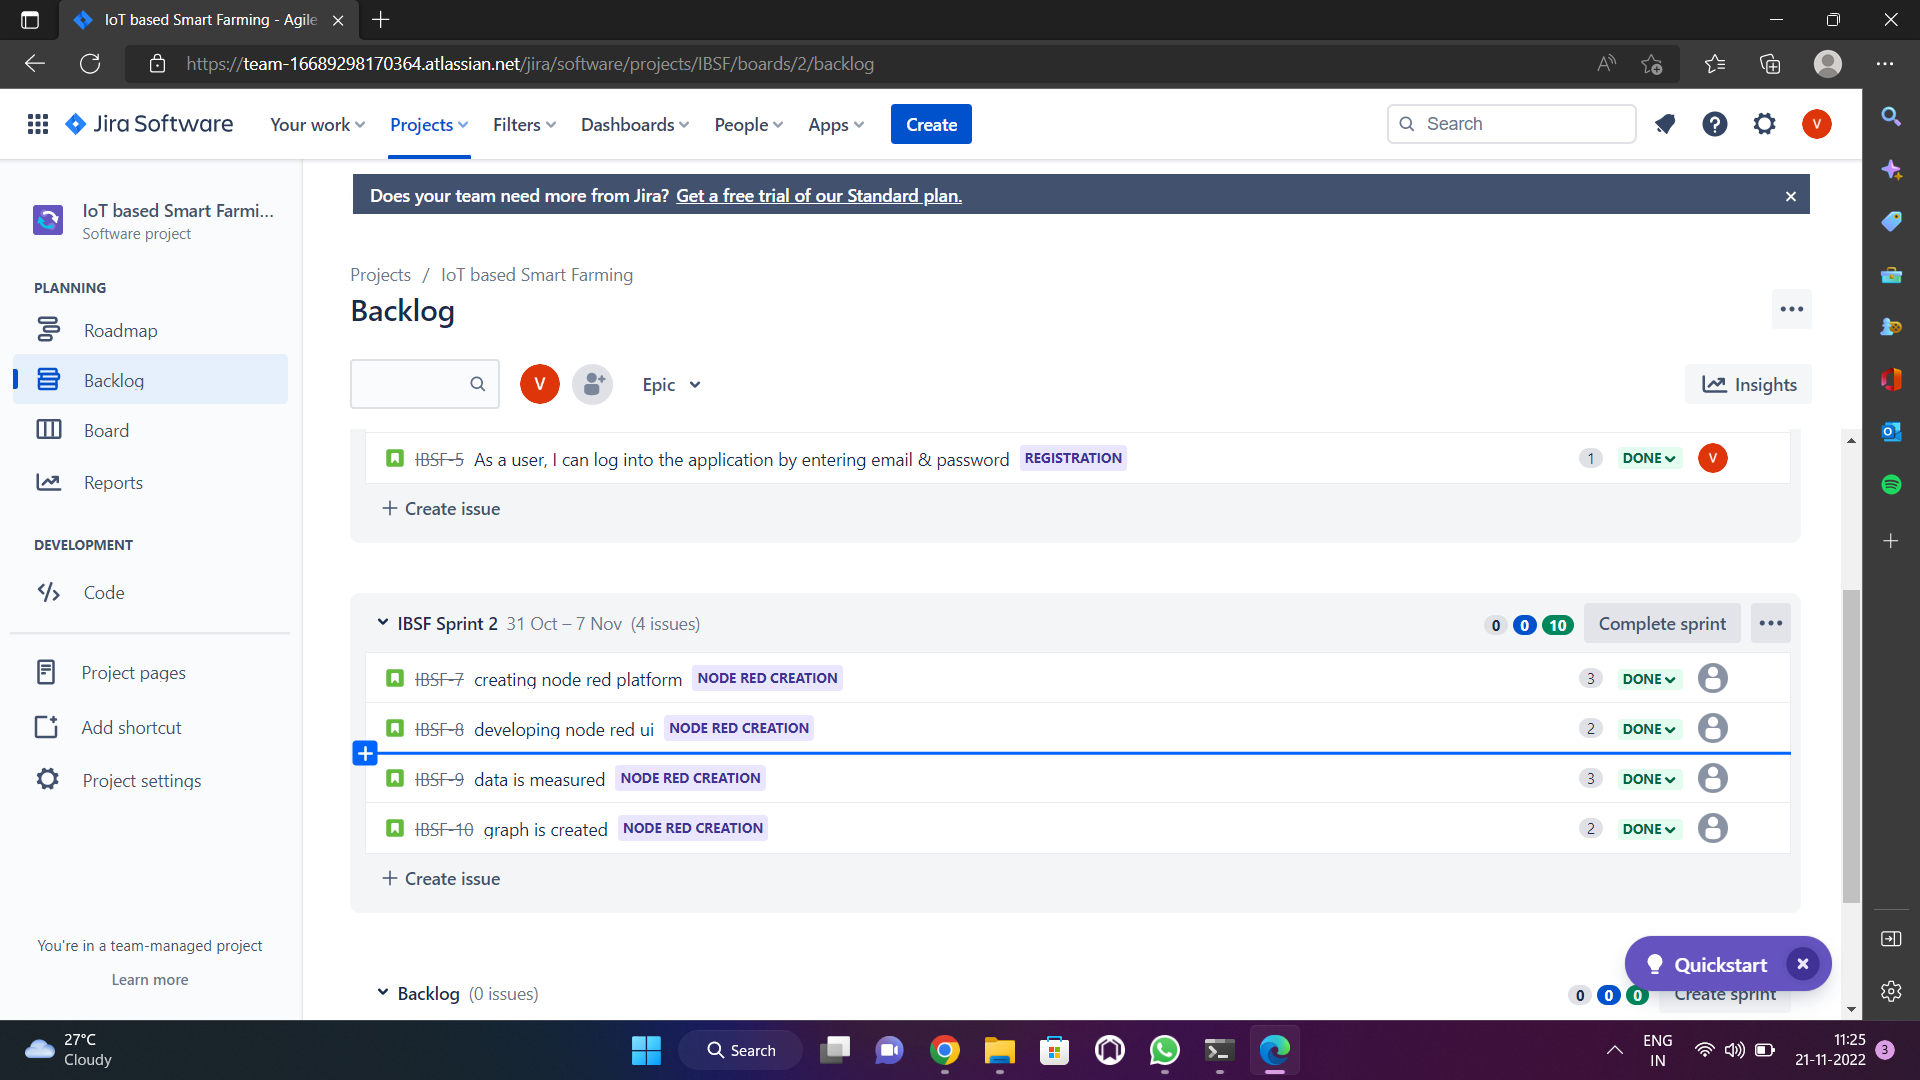 IoT based Smart Farming - Agile
https://team-16689298170364.atlassian.net/jira/software/projects/IBSF/boards/2/backlog
Jira Software Your work Projects Filters Dashboards People Apps Create Search V
IoT based Smart Farmi...
Software project
PLANNING
Roadmap
Backlog
Board
Reports
DEVELOPMENT
Code
Project pages
Add shortcut
Project settings
You're in a team-managed project
Learn more
Does your team need more from Jira? Get a free trial of our Standard plan.
Projects / IoT based Smart Farming
Backlog
V Epic Insights
IBSF-5 As a user, I can log into the application by entering email & password REGISTRATION 1 DONE V
+ Create issue
IBSF Sprint 2 31 Oct – 7 Nov (4 issues) 0 0 10 Complete sprint
IBSF-7 creating node red platform NODE RED CREATION 3 DONE
IBSF-8 developing node red ui NODE RED CREATION 2 DONE
IBSF-9 data is measured NODE RED CREATION 3 DONE
IBSF-10 graph is created NODE RED CREATION 2 DONE
+ Create issue
Quickstart
Backlog (0 issues) 0 0 0 Create sprint
27°C
Cloudy
Search
ENG
IN
11:25
21-11-2022
3